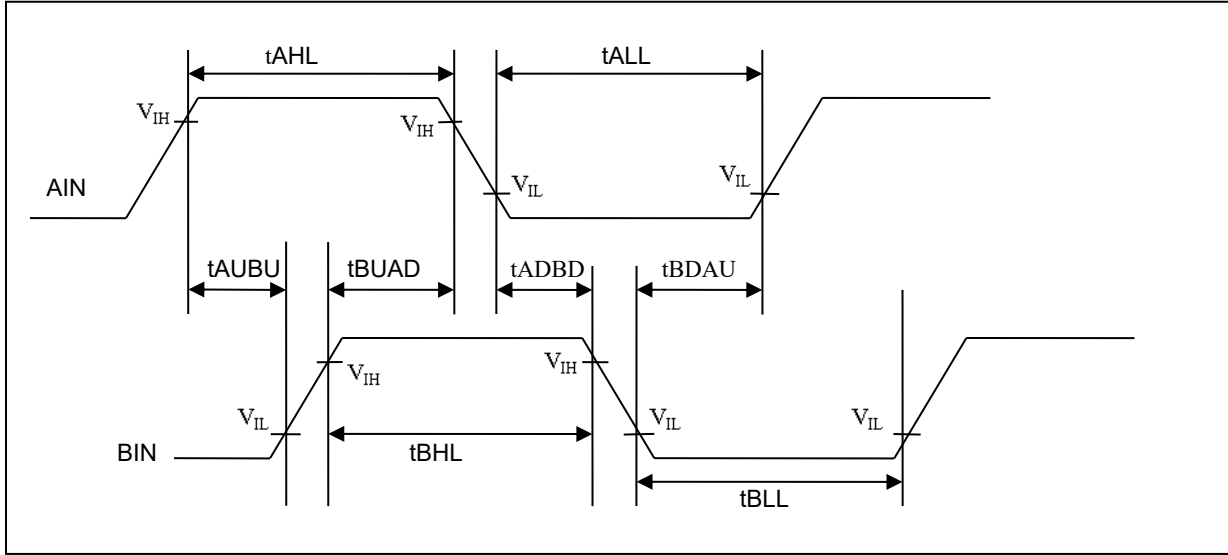 tAHL tALL
VIH VIH
AIN VIL VIL
tAUBU tBUAD tADBD tBDAU
VIH VIH
VIL VIL VIL
BIN tBHL
tBLL